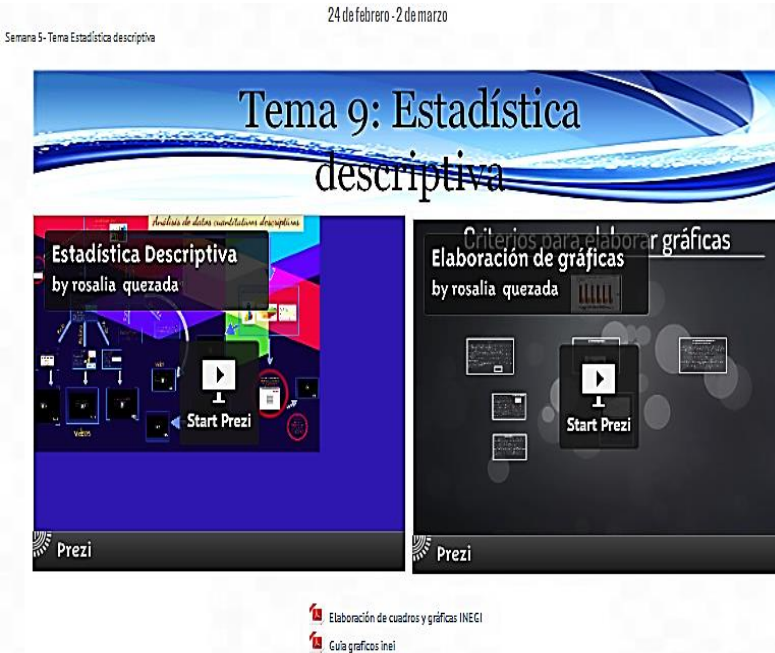 24 de febrero - 2 de marzo
Semana 5- Tema Estadística descriptiva
Tema 9: Estadística
descriptiva
Análisis de datos cuantitativos descriptivos
Estadística Descriptiva
by rosalia quezada
Start Prezi
Prezi
Criterios para elaborar gráficas
Elaboración de gráficas
by rosalia quezada
Start Prezi
Prezi
Elaboración de cuadros y gráficas INEGI
Guia graficos inei